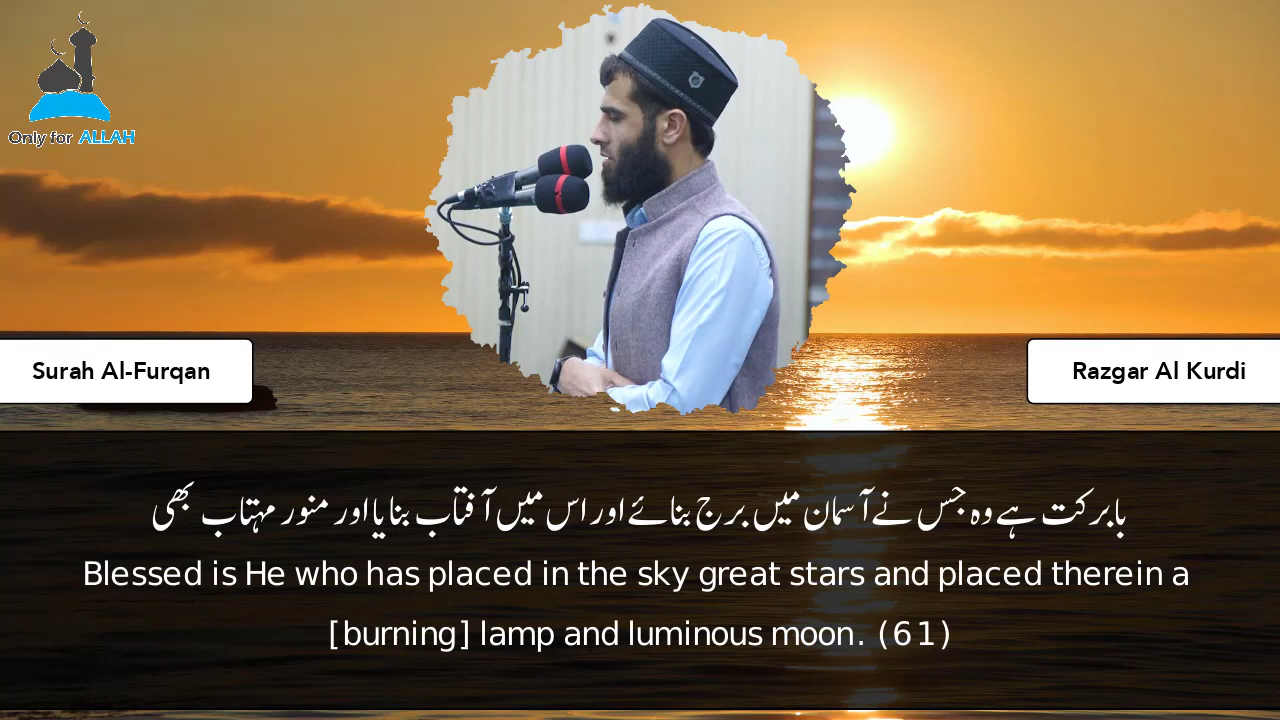 Only for ALLAH
Surah Al-Furqan
Razgar Al Kurdi
بابرکت ہے وہ جس نے آسمان میں برج بنائے اور اس میں آفتاب بنایا اور منور مہتاب بھی
Blessed is He who has placed in the sky great stars and placed therein a
[burning] lamp and luminous moon. (61)